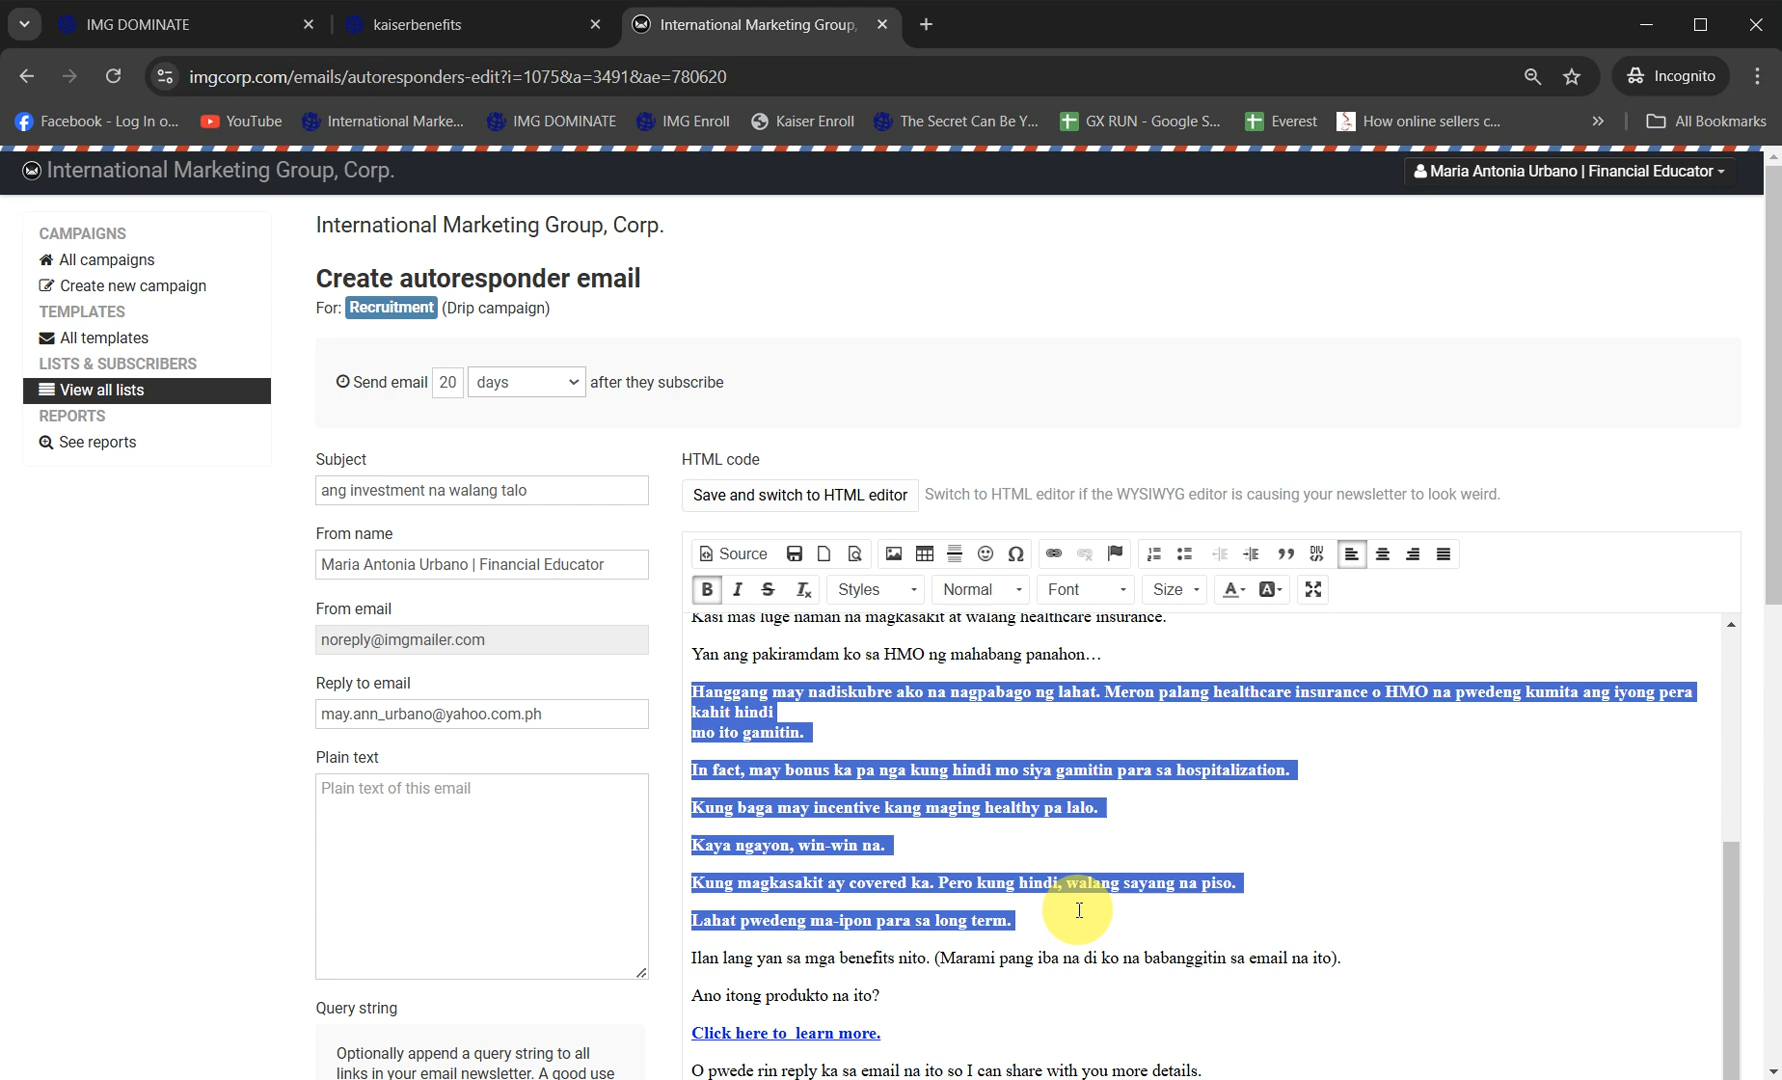 IMG DOMINATE
kaiserbenefits
International Marketing Group,
imgcorp.com/emails/autoresponders-edit?i=1075&a=3491&ae=780620
Incognito
Facebook - Log In o...
YouTube
International Marke...
IMG DOMINATE
IMG Enroll
Kaiser Enroll
The Secret Can Be Y...
GX RUN - Google S...
Everest
How online sellers c...
»
All Bookmarks
International Marketing Group, Corp.
Maria Antonia Urbano | Financial Educator
CAMPAIGNS
All campaigns
Create new campaign
TEMPLATES
All templates
LISTS & SUBSCRIBERS
View all lists
REPORTS
See reports
International Marketing Group, Corp.
Create autoresponder email
For: Recruitment (Drip campaign)
Send email 20 days after they subscribe
Subject
ang investment na walang talo
From name
Maria Antonia Urbano | Financial Educator
From email
noreply@imgmailer.com
Reply to email
may.ann_urbano@yahoo.com.ph
Plain text
Plain text of this email
Query string
Optionally append a query string to all
links in your email newsletter. A good use
HTML code
Save and switch to HTML editor Switch to HTML editor if the WYSIWYG editor is causing your newsletter to look weird.
Source
Styles Normal Font Size
Kasi mas luge naman na magkasakit at walang healthcare insurance.
Yan ang pakiramdam ko sa HMO ng mahabang panahon…
Hanggang may nadiskubre ako na nagpabago ng lahat. Meron palang healthcare insurance o HMO na pwedeng kumita ang iyong pera
kahit hindi
mo ito gamitin.
In fact, may bonus ka pa nga kung hindi mo siya gamitin para sa hospitalization.
Kung baga may incentive kang maging healthy pa lalo.
Kaya ngayon, win-win na.
Kung magkasakit ay covered ka. Pero kung hindi, walang sayang na piso.
Lahat pwedeng ma-ipon para sa long term.
Ilan lang yan sa mga benefits nito. (Marami pang iba na di ko na babanggitin sa email na ito).
Ano itong produkto na ito?
Click here to learn more.
O pwede rin reply ka sa email na ito so I can share with you more details.